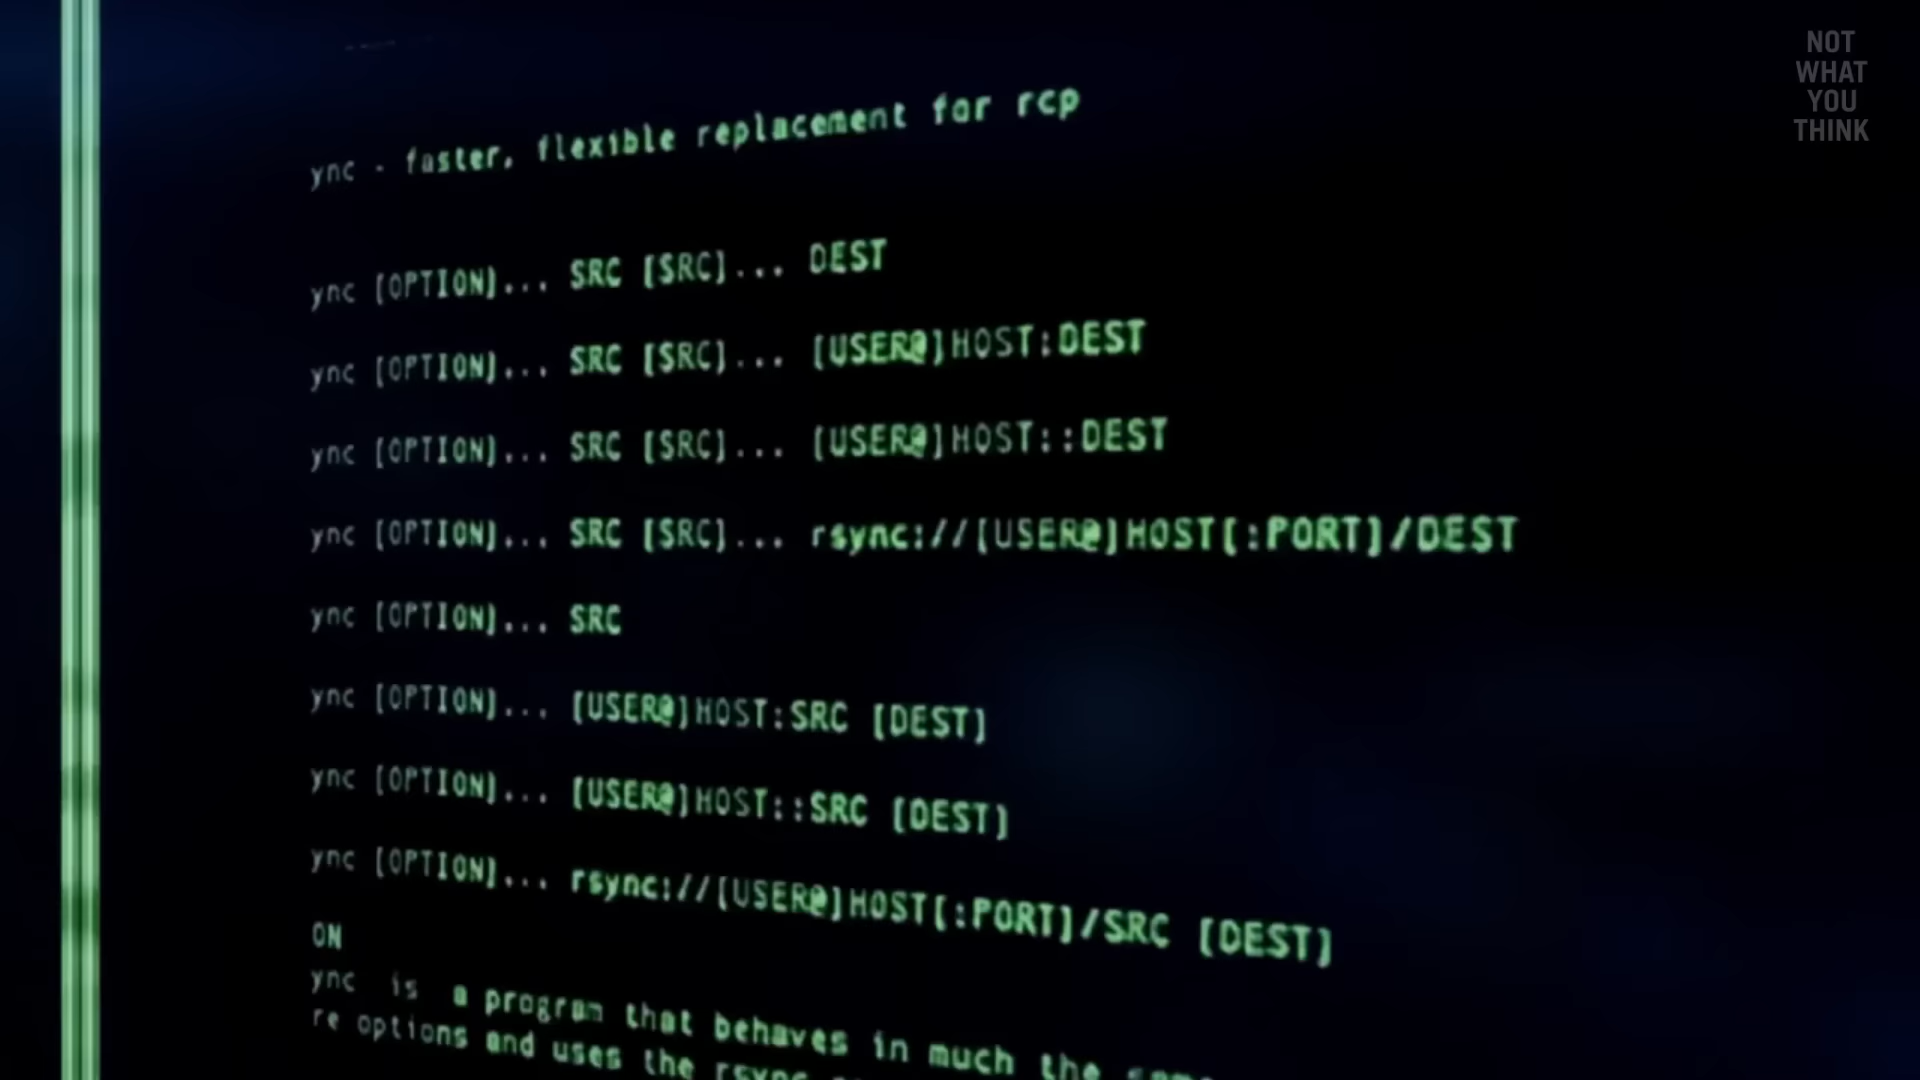 NOT
WHAT
YOU
THINK
ync - faster, flexible replacement for rcp
ync [OPTION]... SRC [SRC]... DEST
ync [OPTION]... SRC [SRC]... [USER@]HOST:DEST
ync [OPTION]... SRC [SRC]... [USER@]HOST::DEST
ync [OPTION]... SRC [SRC]... rsync://[USER@]HOST[:PORT]/DEST
ync [OPTION]... SRC
ync [OPTION]... [USER@]HOST:SRC [DEST]
ync [OPTION]... [USER@]HOST::SRC [DEST]
ync [OPTION]... rsync://[USER@]HOST[:PORT]/SRC [DEST]
ON
ync is a program that behaves in much the
re options and uses the rsync